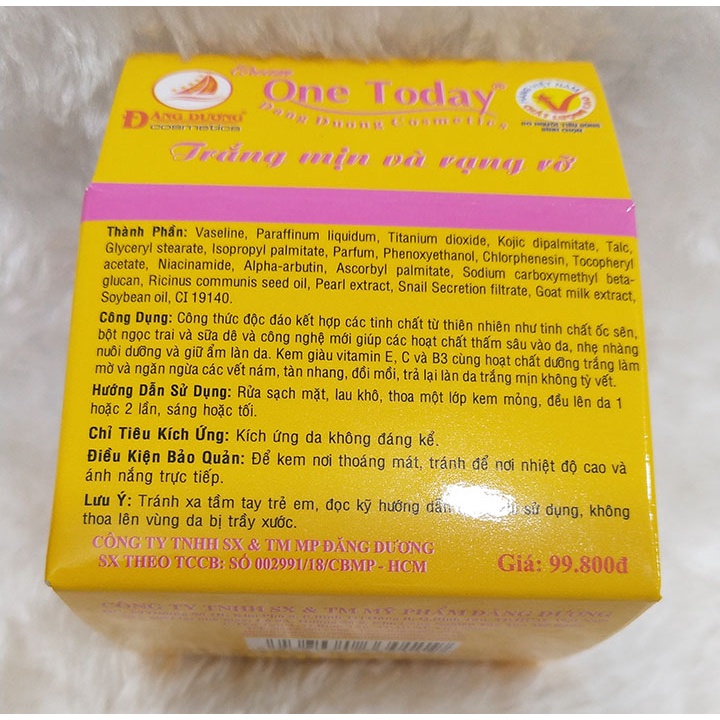 One Today®
Đăng Dương Cosmetics
ĐĂNG DƯƠNG®
cosmetics
HÀNG VIỆT NAM
CHẤT LƯỢNG CAO
DO NGƯỜI TIÊU DÙNG
BÌNH CHỌN
Trắng mịn và rạng rỡ
Thành Phần: Vaseline, Paraffinum liquidum, Titanium dioxide, Kojic dipalmitate, Talc,
Glyceryl stearate, Isopropyl palmitate, Parfum, Phenoxyethanol, Chlorphenesin, Tocopheryl
acetate, Niacinamide, Alpha-arbutin, Ascorbyl palmitate, Sodium carboxymethyl beta-
glucan, Ricinus communis seed oil, Pearl extract, Snail Secretion filtrate, Goat milk extract,
Soybean oil, CI 19140.
Công Dụng: Công thức độc đáo kết hợp các tinh chất từ thiên nhiên như tinh chất ốc sên,
bột ngọc trai và sữa dê và công nghệ mới giúp các hoạt chất thấm sâu vào da, nhẹ nhàng
nuôi dưỡng và giữ ẩm làn da. Kem giàu vitamin E, C và B3 cùng hoạt chất dưỡng trắng làm
mờ và ngăn ngừa các vết nám, tàn nhang, đồi mồi, trả lại làn da trắng mịn không tỳ vết.
Hướng Dẫn Sử Dụng: Rửa sạch mặt, lau khô, thoa một lớp kem mỏng, đều lên da 1
hoặc 2 lần, sáng hoặc tối.
Chỉ Tiêu Kích Ứng: Kích ứng da không đáng kể.
Điều Kiện Bảo Quản: Để kem nơi thoáng mát, tránh để nơi nhiệt độ cao và
ánh nắng trực tiếp.
Lưu Ý: Tránh xa tầm tay trẻ em, đọc kỹ hướng dẫn sử dụng, không
thoa lên vùng da bị trầy xước.
CÔNG TY TNHH SX & TM MP ĐĂNG DƯƠNG
SX THEO TCCB: SỐ 002991/18/CBMP - HCM
Giá: 99.800đ
CÔNG TY TNHH SX & TM MỸ PHẨM ĐĂNG DƯƠNG